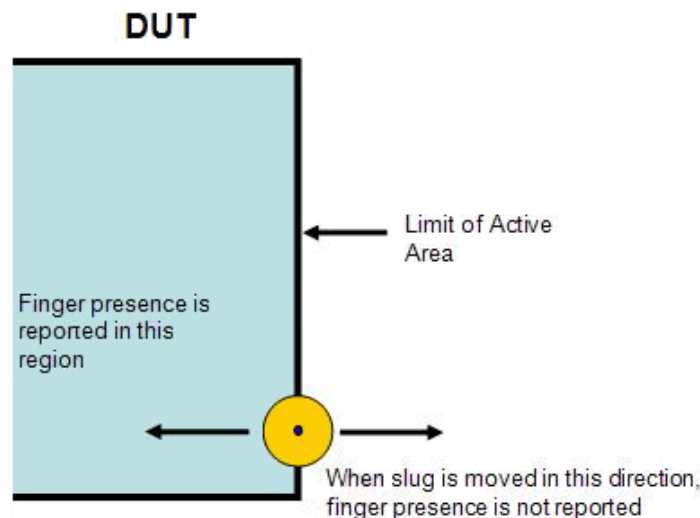 DUT
Limit of Active
Area
Finger presence is
reported in this
region
When slug is moved in this direction,
finger presence is not reported